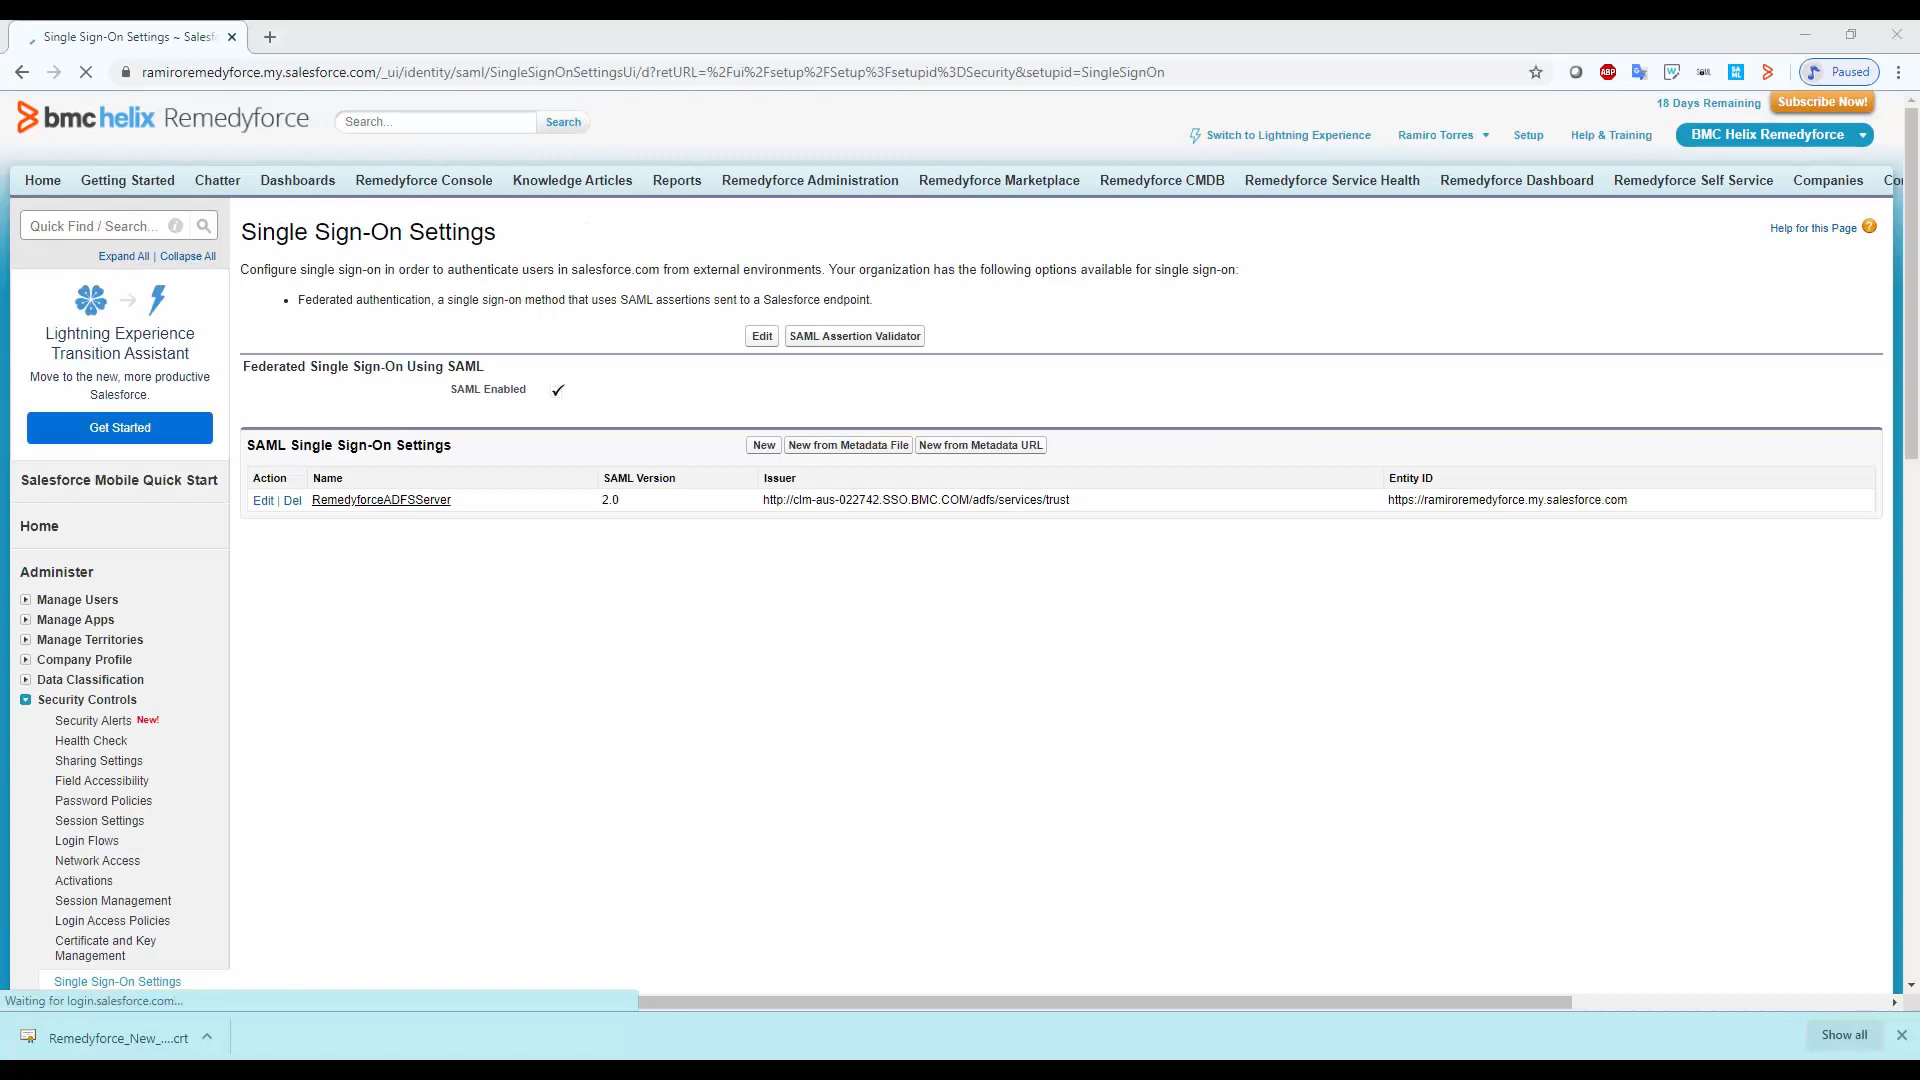 Single Sign-On Settings ~ Salesf
ramiroremedyforce.my.salesforce.com/_ui/identity/saml/SingleSignOnSettingsUi/d?retURL=%2Fui%2Fsetup%2FSetup%3Fsetupid%3DSecurity&setupid=SingleSignOn
ABP
Paused
18 Days Remaining
Subscribe Now!
bmchelix Remedyforce
Search...
Search
Switch to Lightning Experience
Ramiro Torres
Setup
Help & Training
BMC Helix Remedyforce
Home
Getting Started
Chatter
Dashboards
Remedyforce Console
Knowledge Articles
Reports
Remedyforce Administration
Remedyforce Marketplace
Remedyforce CMDB
Remedyforce Service Health
Remedyforce Dashboard
Remedyforce Self Service
Companies
Co
Quick Find / Search...
Expand All | Collapse All
Lightning Experience
Transition Assistant
Move to the new, more productive
Salesforce.
Get Started
Salesforce Mobile Quick Start
Home
Administer
Manage Users
Manage Apps
Manage Territories
Company Profile
Data Classification
Security Controls
Security Alerts New!
Health Check
Sharing Settings
Field Accessibility
Password Policies
Session Settings
Login Flows
Network Access
Activations
Session Management
Login Access Policies
Certificate and Key
Management
Single Sign-On Settings
Single Sign-On Settings
Help for this Page ?
Configure single sign-on in order to authenticate users in salesforce.com from external environments. Your organization has the following options available for single sign-on:
• Federated authentication, a single sign-on method that uses SAML assertions sent to a Salesforce endpoint.
Edit
SAML Assertion Validator
Federated Single Sign-On Using SAML
SAML Enabled
SAML Single Sign-On Settings
New
New from Metadata File
New from Metadata URL
Action
Name
SAML Version
Issuer
Entity ID
Edit | Del
RemedyforceADFSServer
2.0
http://clm-aus-022742.SSO.BMC.COM/adfs/services/trust
https://ramiroremedyforce.my.salesforce.com
Waiting for login.salesforce.com...
Remedyforce_New_....crt
Show all